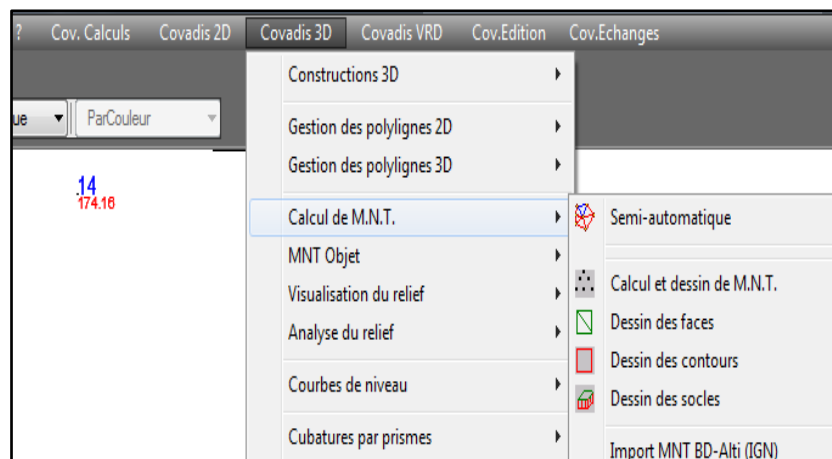 ? Cov. Calculs Covadis 2D Covadis 3D Covadis VRD Cov.Edition Cov.Echanges
ue ParCouleur
.14
174.16
Constructions 3D
Gestion des polylignes 2D
Gestion des polylignes 3D
Calcul de M.N.T.
MNT Objet
Visualisation du relief
Analyse du relief
Courbes de niveau
Cubatures par prismes
Semi-automatique
Calcul et dessin de M.N.T.
Dessin des faces
Dessin des contours
Dessin des socles
Import MNT BD-Alti (IGN)